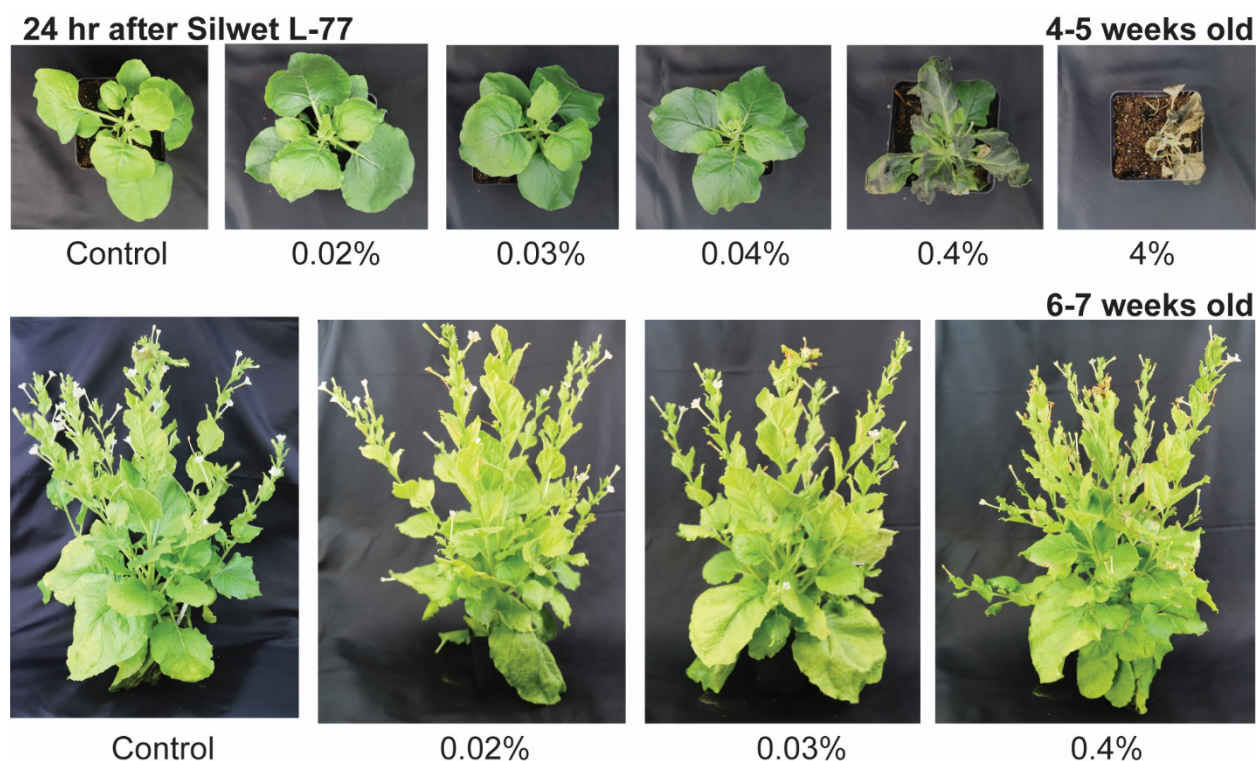 24 hr after Silwet L-77 4-5 weeks old
Control 0.02% 0.03% 0.04% 0.4% 4%
6-7 weeks old
Control 0.02% 0.03% 0.4%